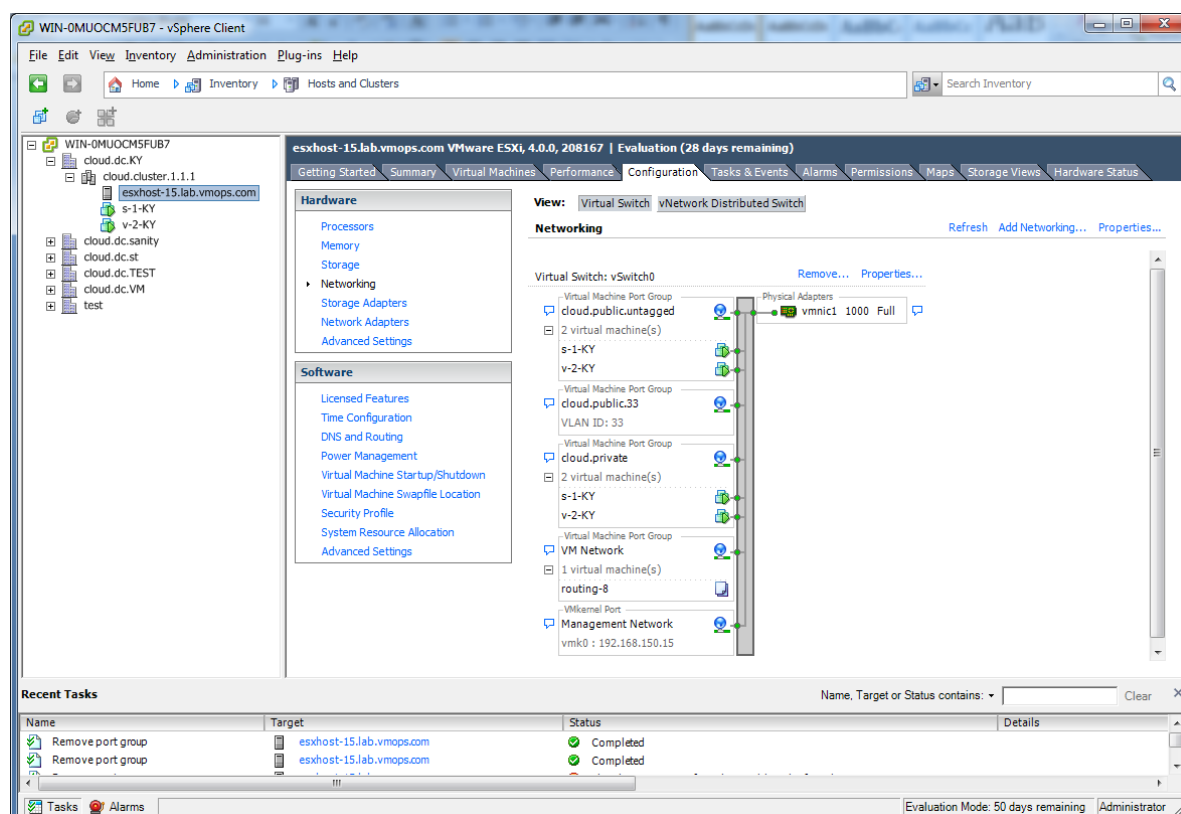 WIN-0MUOCM5FUB7 - vSphere Client
File Edit View Inventory Administration Plug-ins Help
Home Inventory Hosts and Clusters
Search Inventory
WIN-0MUOCM5FUB7
cloud.dc.KY
cloud.cluster.1.1.1
esxhost-15.lab.vmops.com
s-1-KY
v-2-KY
cloud.dc.sanity
cloud.dc.st
cloud.dc.TEST
cloud.dc.VM
test
esxhost-15.lab.vmops.com VMware ESXi, 4.0.0, 208167 | Evaluation (28 days remaining)
Getting Started Summary Virtual Machines Performance Configuration Tasks & Events Alarms Permissions Maps Storage Views Hardware Status
Hardware
Processors
Memory
Storage
Networking
Storage Adapters
Network Adapters
Advanced Settings
Software
Licensed Features
Time Configuration
DNS and Routing
Power Management
Virtual Machine Startup/Shutdown
Virtual Machine Swapfile Location
Security Profile
System Resource Allocation
Advanced Settings
View: Virtual Switch vNetwork Distributed Switch
Networking
Refresh Add Networking... Properties...
Virtual Switch: vSwitch0 Remove... Properties...
Virtual Machine Port Group
cloud.public.untagged
2 virtual machine(s)
s-1-KY
v-2-KY
Physical Adapters
vmnic1 1000 Full
Virtual Machine Port Group
cloud.public.33
VLAN ID: 33
Virtual Machine Port Group
cloud.private
2 virtual machine(s)
s-1-KY
v-2-KY
Virtual Machine Port Group
VM Network
1 virtual machine(s)
routing-8
VMkernel Port
Management Network
vmk0 : 192.168.150.15
Recent Tasks
Name, Target or Status contains: Clear
Name Target Status Details
Remove port group esxhost-15.lab.vmops.com Completed
Remove port group esxhost-15.lab.vmops.com Completed
Tasks Alarms
Evaluation Mode: 50 days remaining Administrator